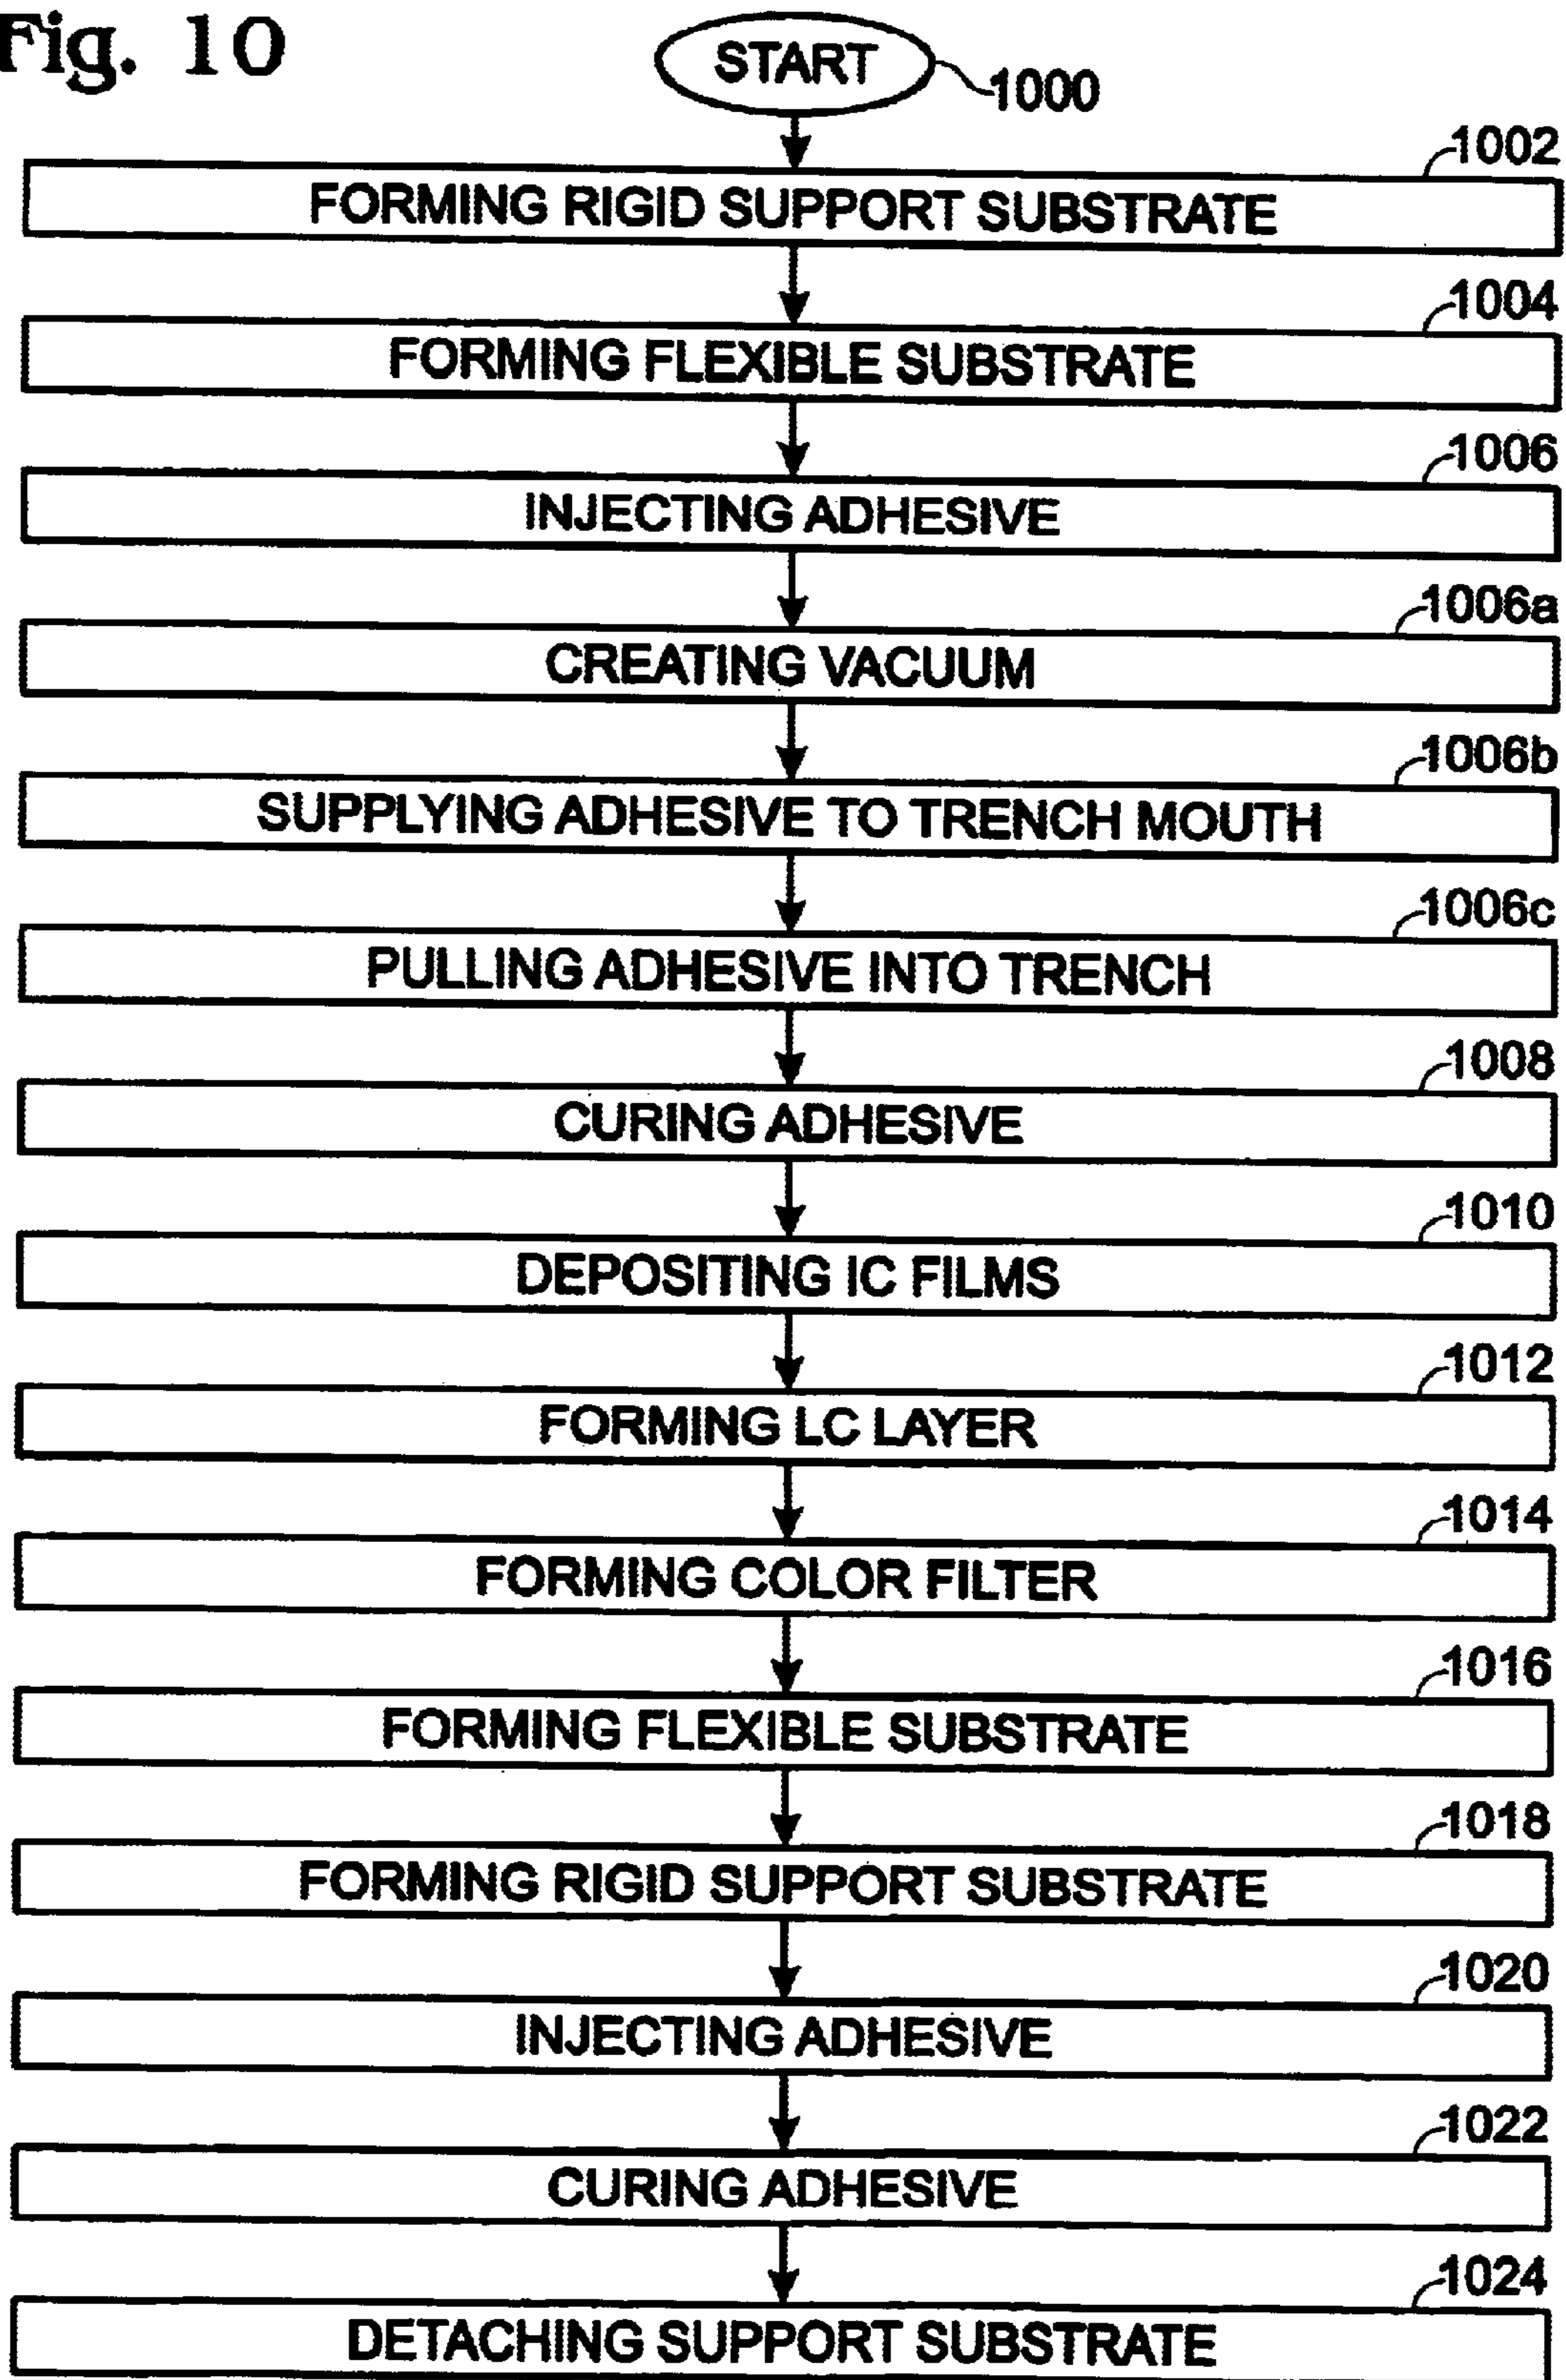 Fig. 10
START
1000
1002
FORMING RIGID SUPPORT SUBSTRATE
1004
FORMING FLEXIBLE SUBSTRATE
1006
INJECTING ADHESIVE
1006a
CREATING VACUUM
1006b
SUPPLYING ADHESIVE TO TRENCH MOUTH
1006c
PULLING ADHESIVE INTO TRENCH
1008
CURING ADHESIVE
1010
DEPOSITING IC FILMS
1012
FORMING LC LAYER
1014
FORMING COLOR FILTER
1016
FORMING FLEXIBLE SUBSTRATE
1018
FORMING RIGID SUPPORT SUBSTRATE
1020
INJECTING ADHESIVE
1022
CURING ADHESIVE
1024
DETACHING SUPPORT SUBSTRATE